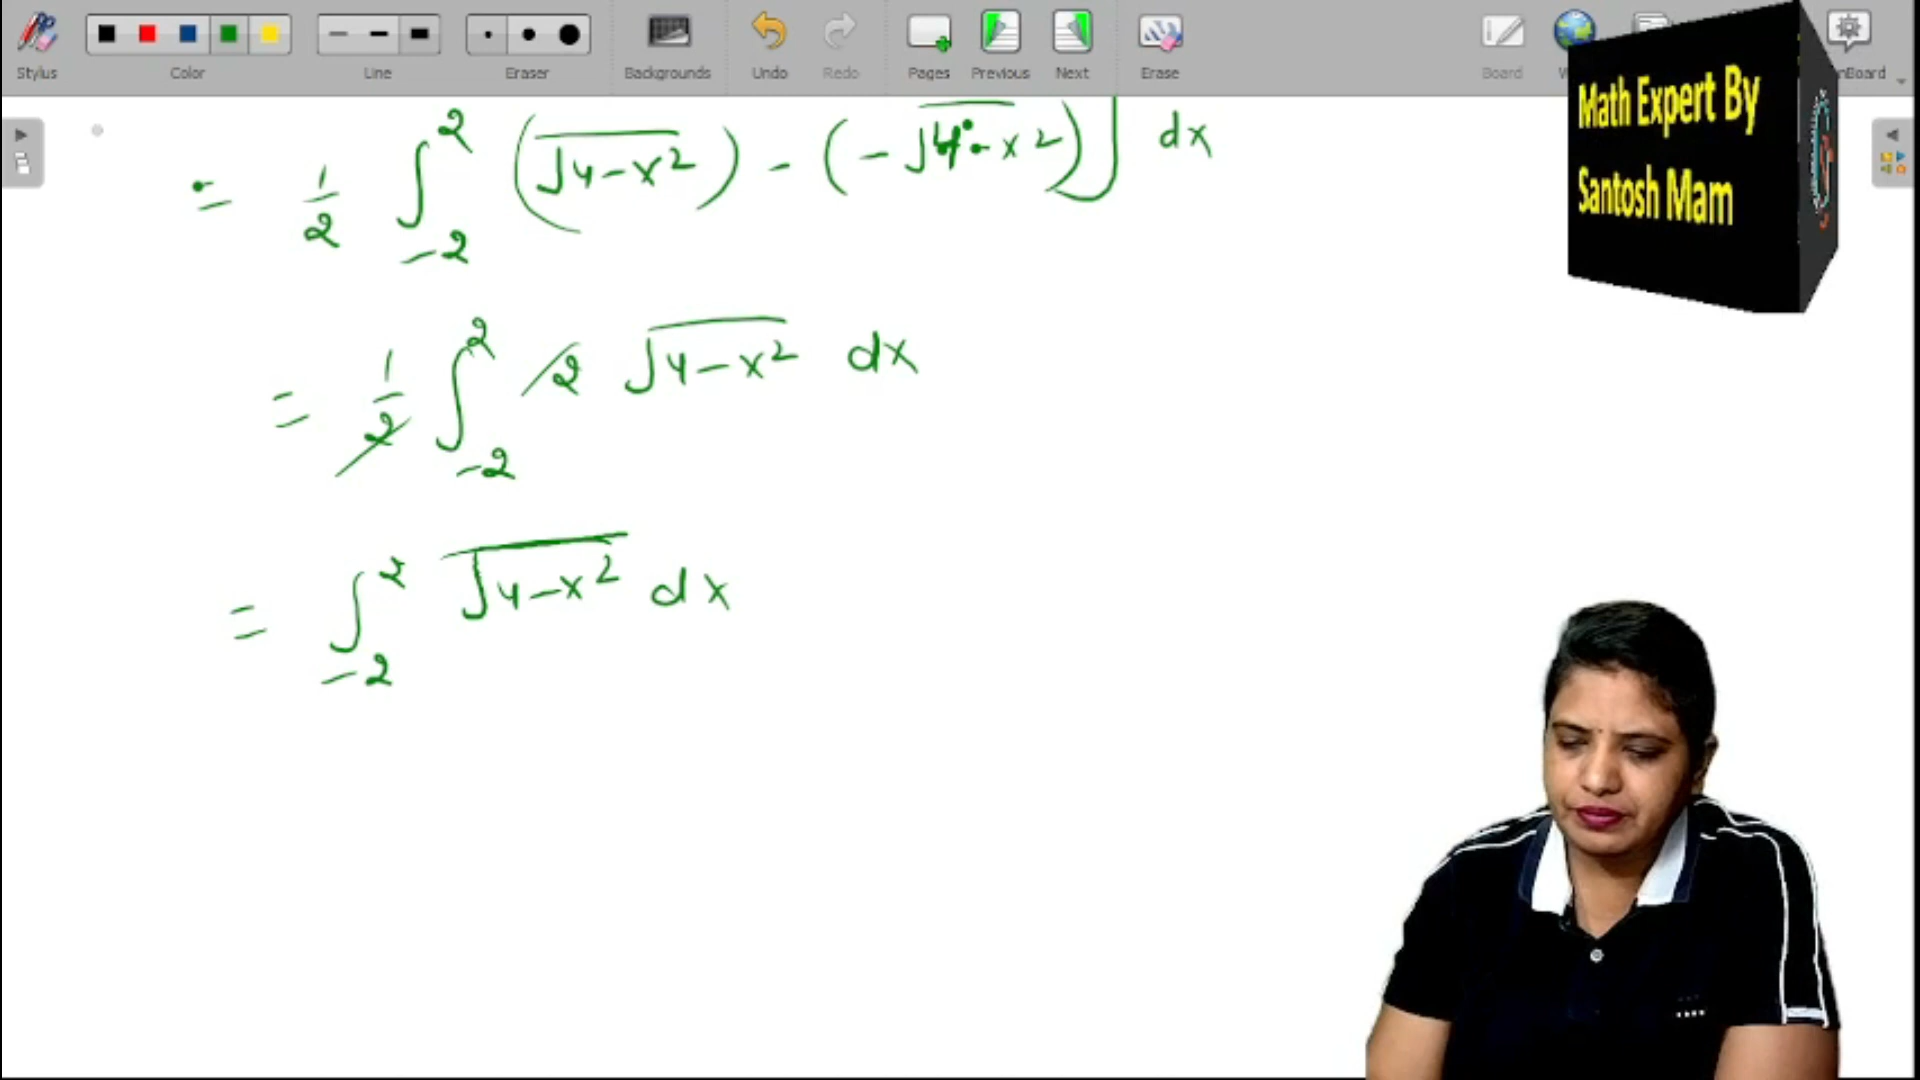 Stylus
Color
Line
Eraser
Backgrounds
Undo
Redo
Pages
Previous
Next
Erase
Board
Math Expert By
Santosh Mam
= 1/2 ∫_{-2}^{2} (√(4-x²)) - (-√(4-x²))] dx
= 1/2 ∫_{-2}^{2} 2 √(4-x²) dx
= ∫_{-2}^{2} √(4-x²) dx